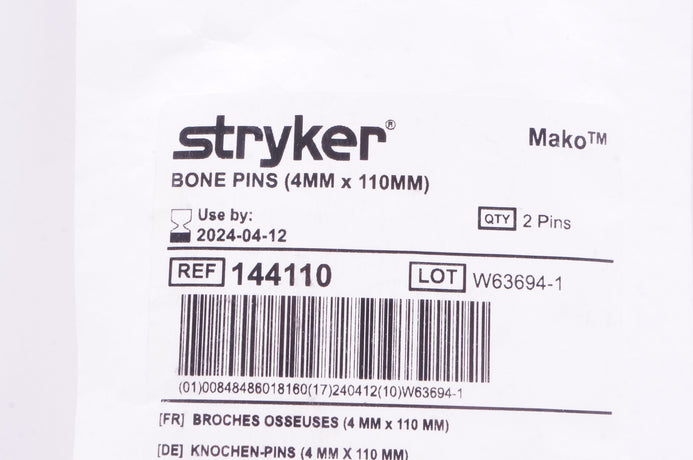 stryker®
Mako™
BONE PINS (4MM x 110MM)
Use by:
2024-04-12
QTY 2 Pins
REF 144110
LOT W63694-1
(01)00848486018160(17)240412(10)W63694-1
[FR] BROCHES OSSEUSES (4 MM x 110 MM)
[DE] KNOCHEN-PINS (4 MM X 110 MM)